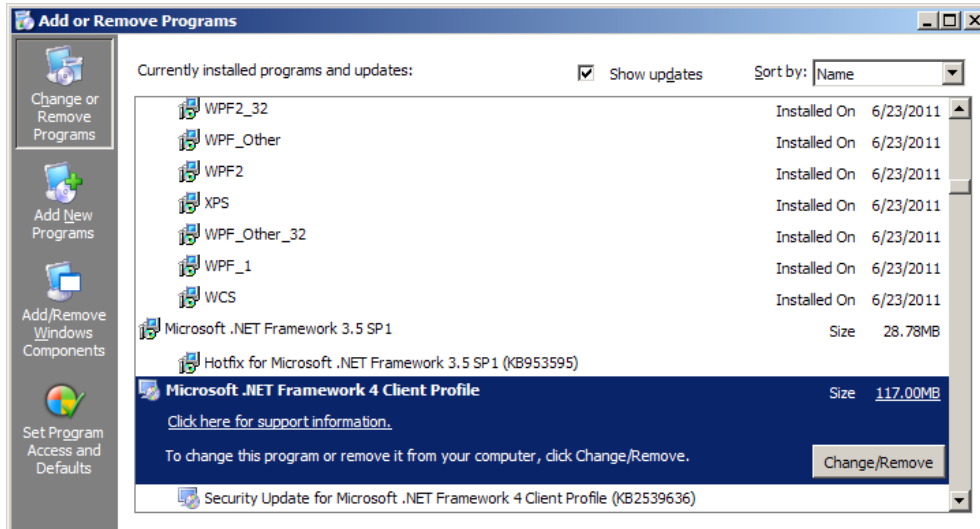 Add or Remove Programs
Change or
Remove
Programs
Add New
Programs
Add/Remove
Windows
Components
Set Program
Access and
Defaults
Currently installed programs and updates:
Show updates
Sort by: Name
WPF2_32 Installed On 6/23/2011
WPF_Other Installed On 6/23/2011
WPF2 Installed On 6/23/2011
XPS Installed On 6/23/2011
WPF_Other_32 Installed On 6/23/2011
WPF_1 Installed On 6/23/2011
WCS Installed On 6/23/2011
Microsoft .NET Framework 3.5 SP1 Size 28.78MB
Hotfix for Microsoft .NET Framework 3.5 SP1 (KB953595)
Microsoft .NET Framework 4 Client Profile Size 117.00MB
Click here for support information.
To change this program or remove it from your computer, click Change/Remove. Change/Remove
Security Update for Microsoft .NET Framework 4 Client Profile (KB2539636)